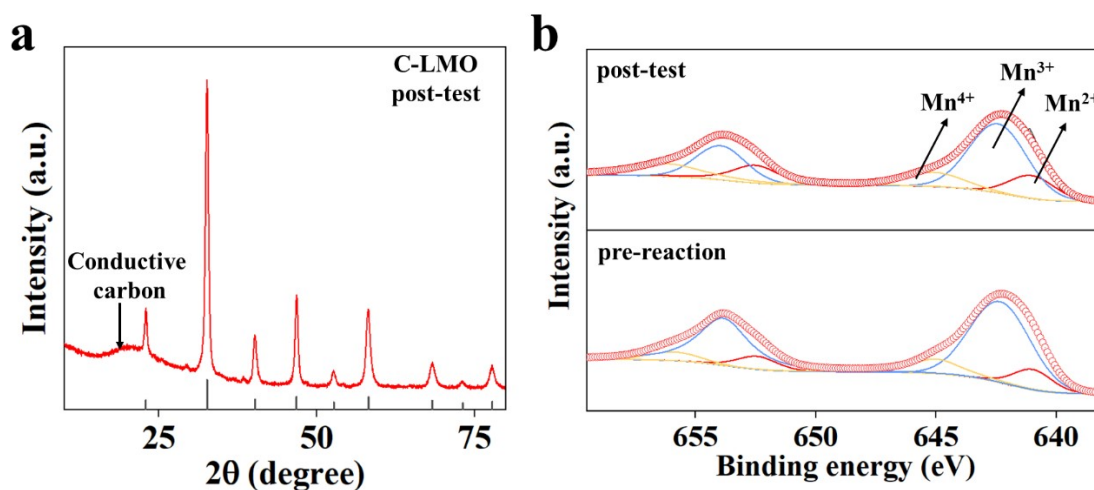 a
C-LMO
post-test
Conductive
carbon
Intensity (a.u.)
25
50
75
2θ (degree)
b
post-test
Mn⁴⁺
Mn³⁺
Mn²⁺
pre-reaction
Intensity (a.u.)
655
650
645
640
Binding energy (eV)